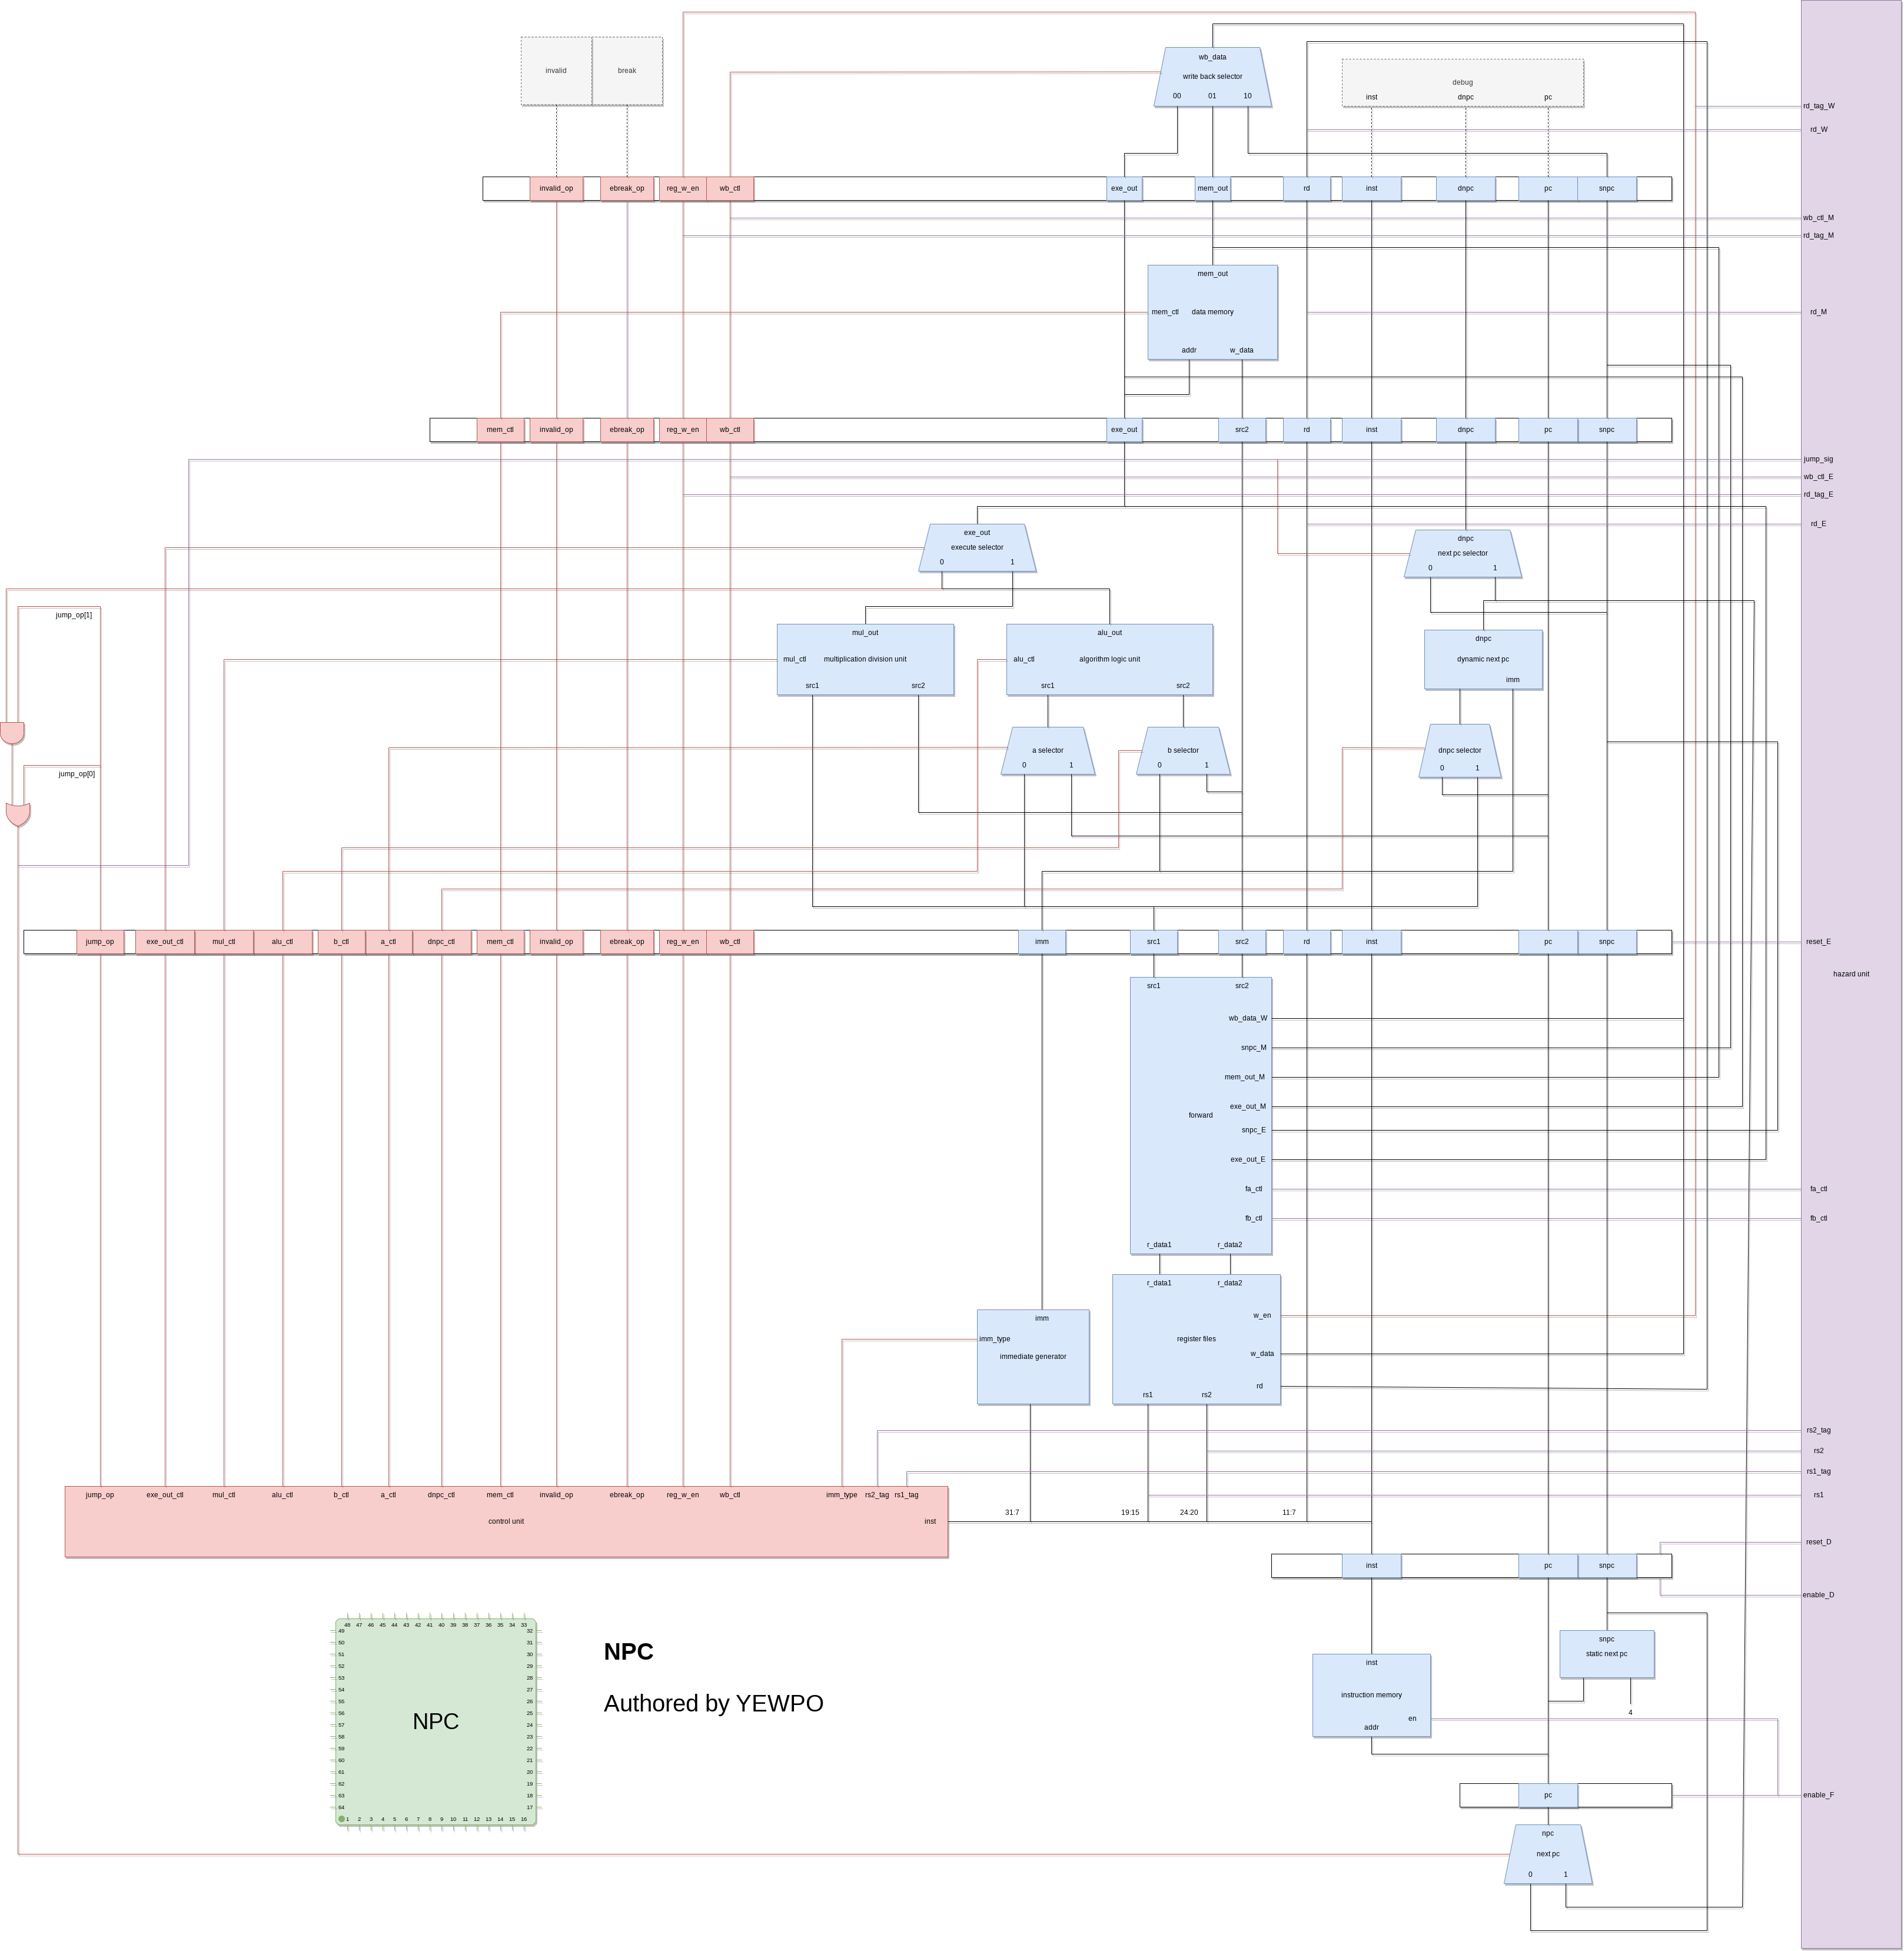 invalid
break
wb_data
write back selector
00 01 10
debug
inst dnpc pc
rd_tag_W
rd_W
invalid_op ebreak_op reg_w_en wb_ctl exe_out mem_out rd inst dnpc pc snpc
wb_ctl_M
rd_tag_M
mem_out
mem_ctl data memory
addr w_data
rd_M
mem_ctl invalid_op ebreak_op reg_w_en wb_ctl exe_out src2 rd inst dnpc pc snpc
jump_sig
wb_ctl_E
rd_tag_E
rd_E
exe_out
execute selector
0 1
dnpc
next pc selector
0 1
jump_op[1]
mul_out
mul_ctl multiplication division unit
src1 src2
alu_out
alu_ctl algorithm logic unit
src1 src2
dnpc
dynamic next pc
imm
a selector
0 1
b selector
0 1
dnpc selector
0 1
jump_op[0]
jump_op exe_out_ctl mul_ctl alu_ctl b_ctl a_ctl dnpc_ctl mem_ctl invalid_op ebreak_op reg_w_en wb_ctl imm src1 src2 rd inst pc snpc
reset_E
hazard unit
src1 src2
wb_data_W
snpc_M
mem_out_M
exe_out_M
forward
snpc_E
exe_out_E
fa_ctl
fb_ctl
r_data1 r_data2
fa_ctl
fb_ctl
r_data1 r_data2
w_en
register files
w_data
rd
rs1 rs2
imm
imm_type
immediate generator
rs2_tag
rs2
rs1_tag
rs1
jump_op exe_out_ctl mul_ctl alu_ctl b_ctl a_ctl dnpc_ctl mem_ctl invalid_op ebreak_op reg_w_en wb_ctl imm_type rs2_tag rs1_tag
control unit inst
31:7 19:15 24:20 11:7
reset_D
inst pc snpc
enable_D
snpc
static next pc
4
inst
instruction memory
en
addr
pc
enable_F
npc
next pc
0 1
48 47 46 45 44 43 42 41 40 39 38 37 36 35 34 33
49 32
50 31
51 30
52 29
53 28
54 27
55 26
56 25
57 24
58 23
59 22
60 21
61 20
62 19
63 18
64 17
1 2 3 4 5 6 7 8 9 10 11 12 13 14 15 16
NPC
NPC
Authored by YEWPO